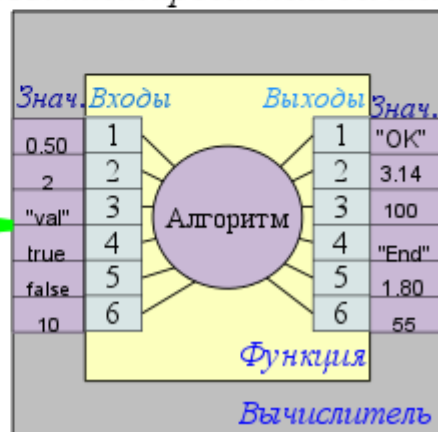 Знач. Входы Выходы Знач.
0.50 1 1 "OK"
2 2 2 3.14
"val" 3 3 100
true 4 Алгоритм 4 "End"
false 5 5 1.80
10 6 6 55
Функция
Вычислитель